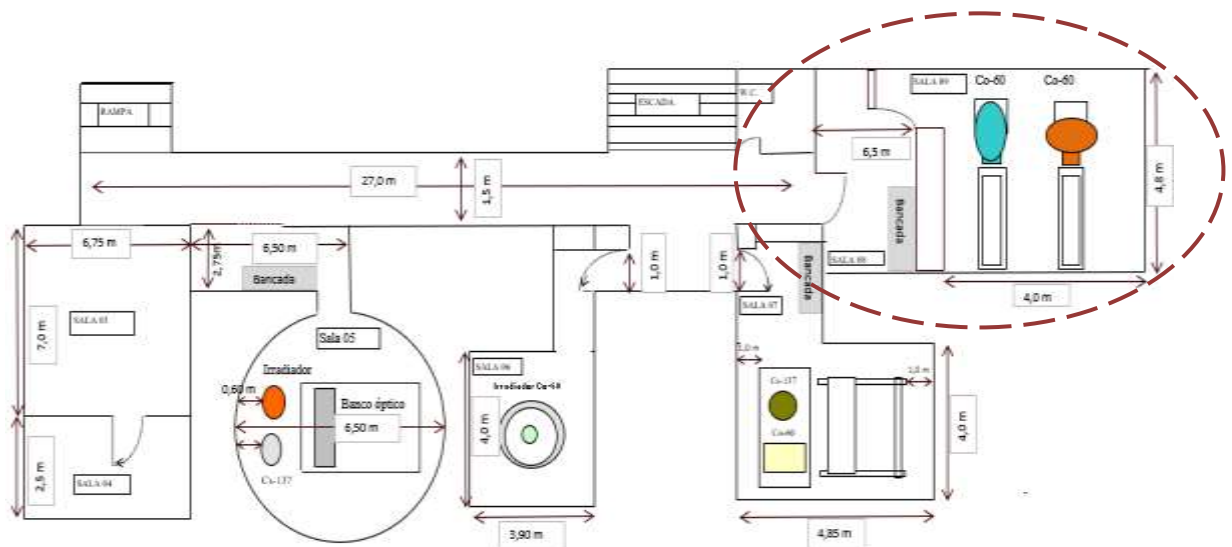 SALA 09
Co-60
Co-60
RAMPA
ESCADA
6,5 m
4,8 m
27,0 m
1,5 m
Bancada
SALA 08
4,0 m
6,75 m
6,50 m
2,75m
Bancada
1,0 m
1,0 m
Bancada
SALA 07
7,0 m
Sala 05
Irradiador
0,60 m
Banco óptico
6,50 m
SALA 06
Irradiador Co-60
4,0 m
1,0 m
Cs-137
Co-60
4,0 m
2,5 m
SALA 04
Cs-137
3,90 m
4,85 m